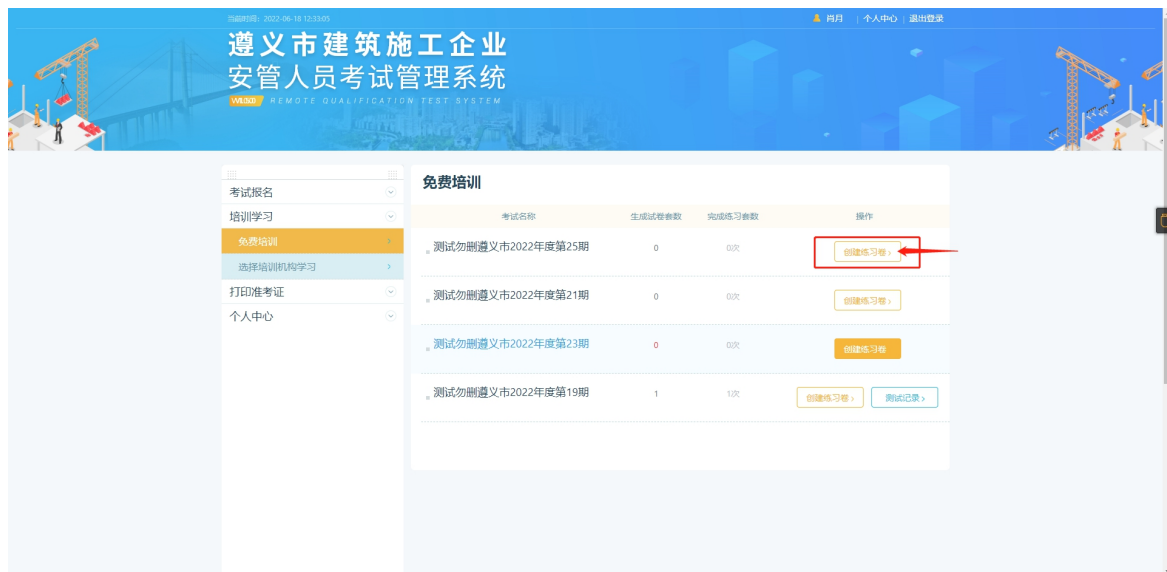 当前时间：2022-06-18 12:33:05
肖月 | 个人中心 | 退出登录
遵义市建筑施工企业
安管人员考试管理系统
REMOTE QUALIFICATION TEST SYSTEM
考试报名
培训学习
免费培训
选择培训机构学习
打印准考证
个人中心
免费培训
考试名称 生成试卷套数 完成练习套数 操作
测试勿删遵义市2022年度第25期 0 0次 创建练习卷 >
测试勿删遵义市2022年度第21期 0 0次 创建练习卷 >
测试勿删遵义市2022年度第23期 0 0次 创建练习卷
测试勿删遵义市2022年度第19期 1 1次 创建练习卷 > 测试记录 >